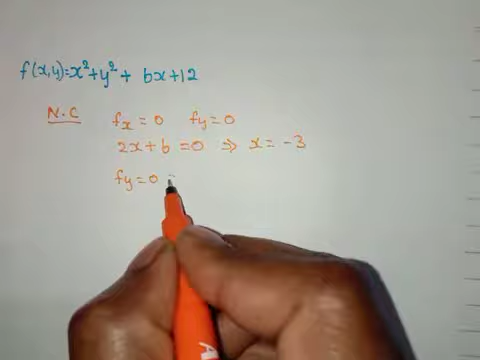 f(x,y)=x²+y²+ 6x+12
N.C fx=0 fy=0
2x+6=0 ⇒ x=-3
fy=0
A